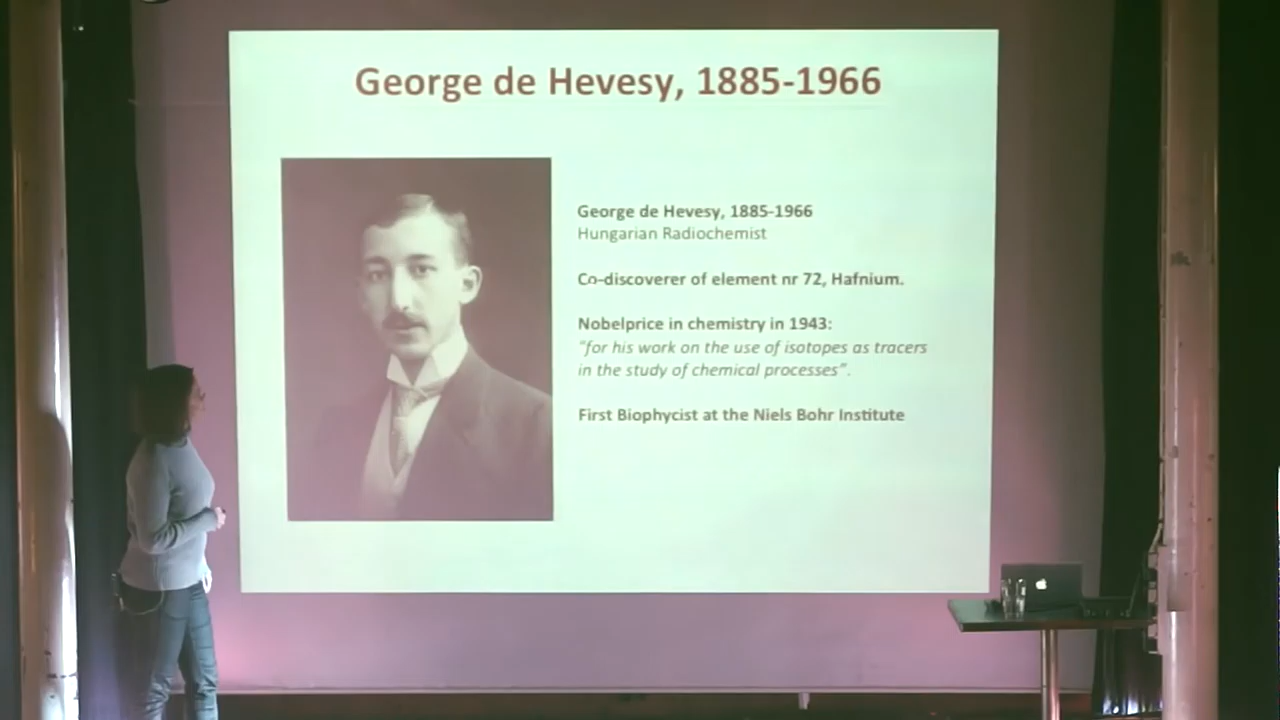 George de Hevesy, 1885-1966
George de Hevesy, 1885-1966
Hungarian Radiochemist
Co-discoverer of element nr 72, Hafnium.
Nobelprice in chemistry in 1943:
"for his work on the use of isotopes as tracers
in the study of chemical processes".
First Biophycist at the Niels Bohr Institute